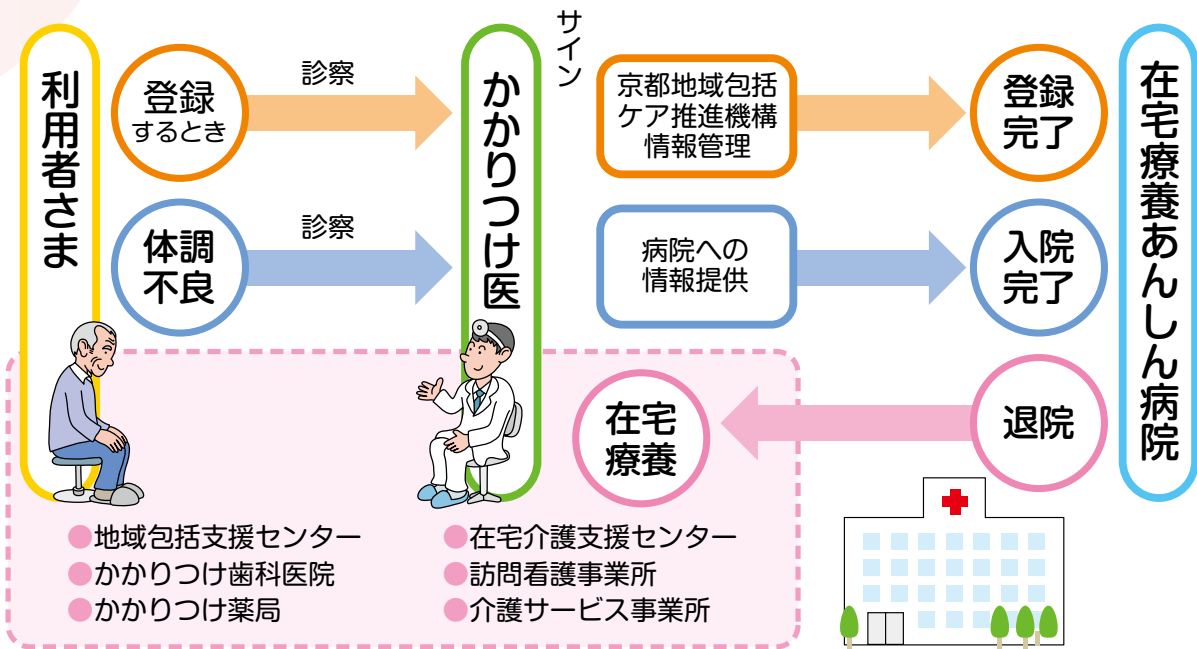 利用者さま
登録
するとき
診察
かかりつけ医
サイン
京都地域包括
ケア推進機構
情報管理
登録
完了
在宅療養あんしん病院
体調
不良
診察
病院への
情報提供
入院
完了
在宅
療養
退院
●地域包括支援センター
●かかりつけ歯科医院
●かかりつけ薬局
●在宅介護支援センター
●訪問看護事業所
●介護サービス事業所